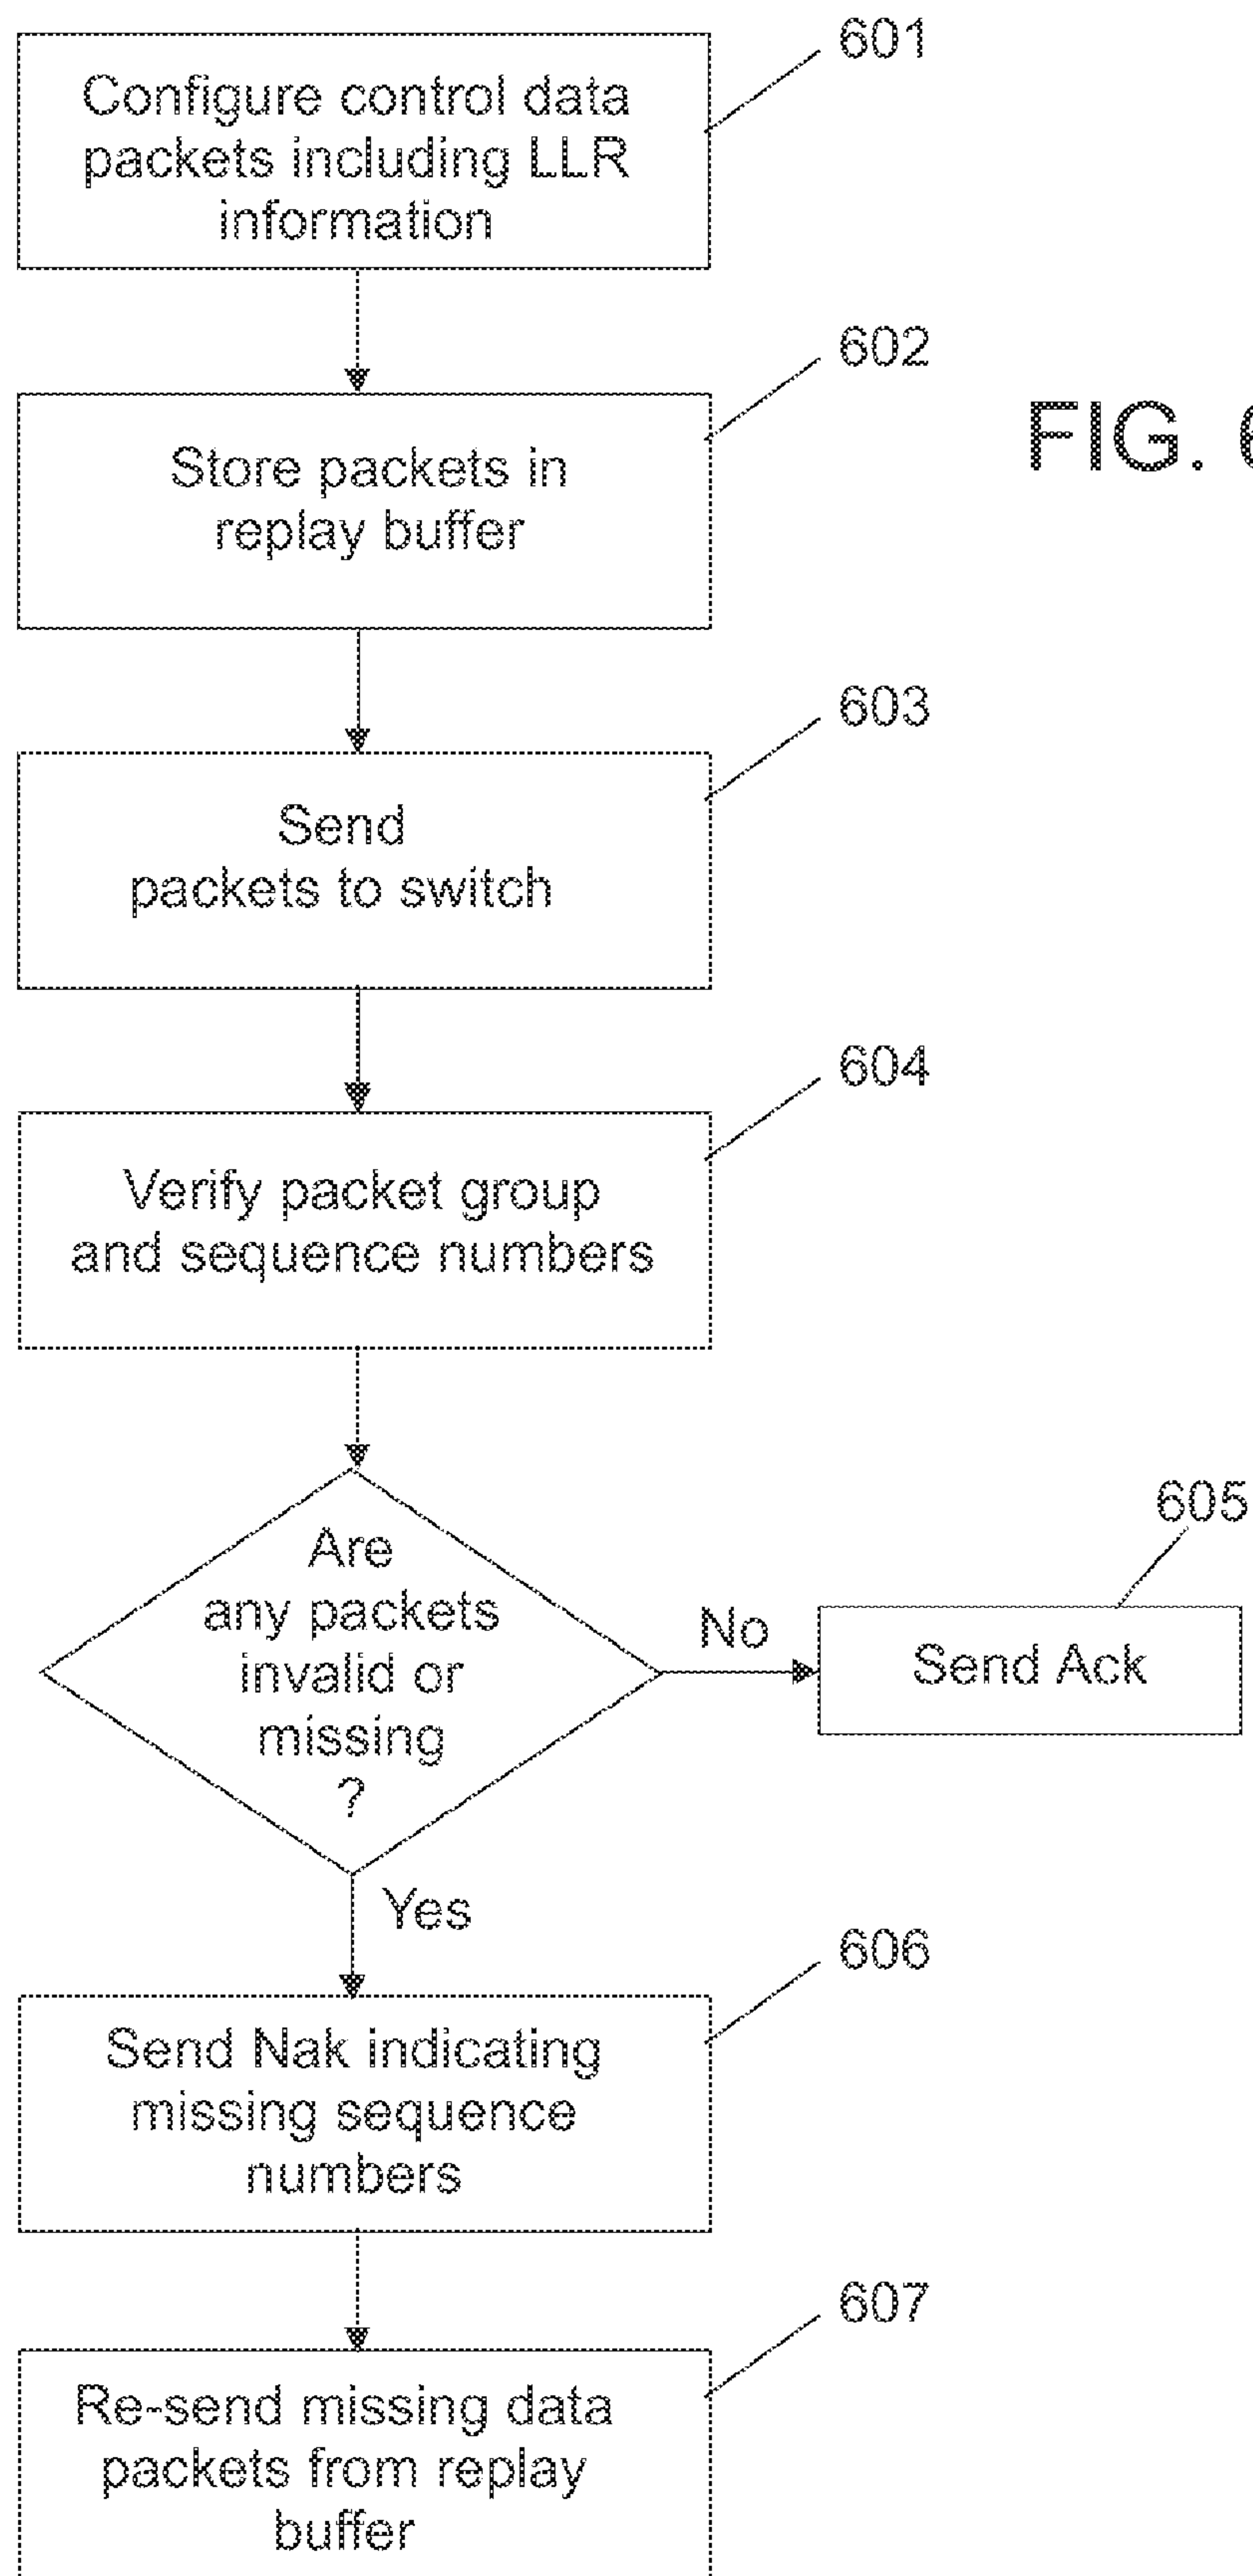 601
Configure control data
packets including LLR
information
602
FIG. 6
Store packets in
replay buffer
603
Send
packets to switch
604
Verify packet group
and sequence numbers
605
Are
any packets
invalid or
missing
?
No
Send Ack
Yes
606
Send Nak indicating
missing sequence
numbers
607
Re-send missing data
packets from replay
buffer